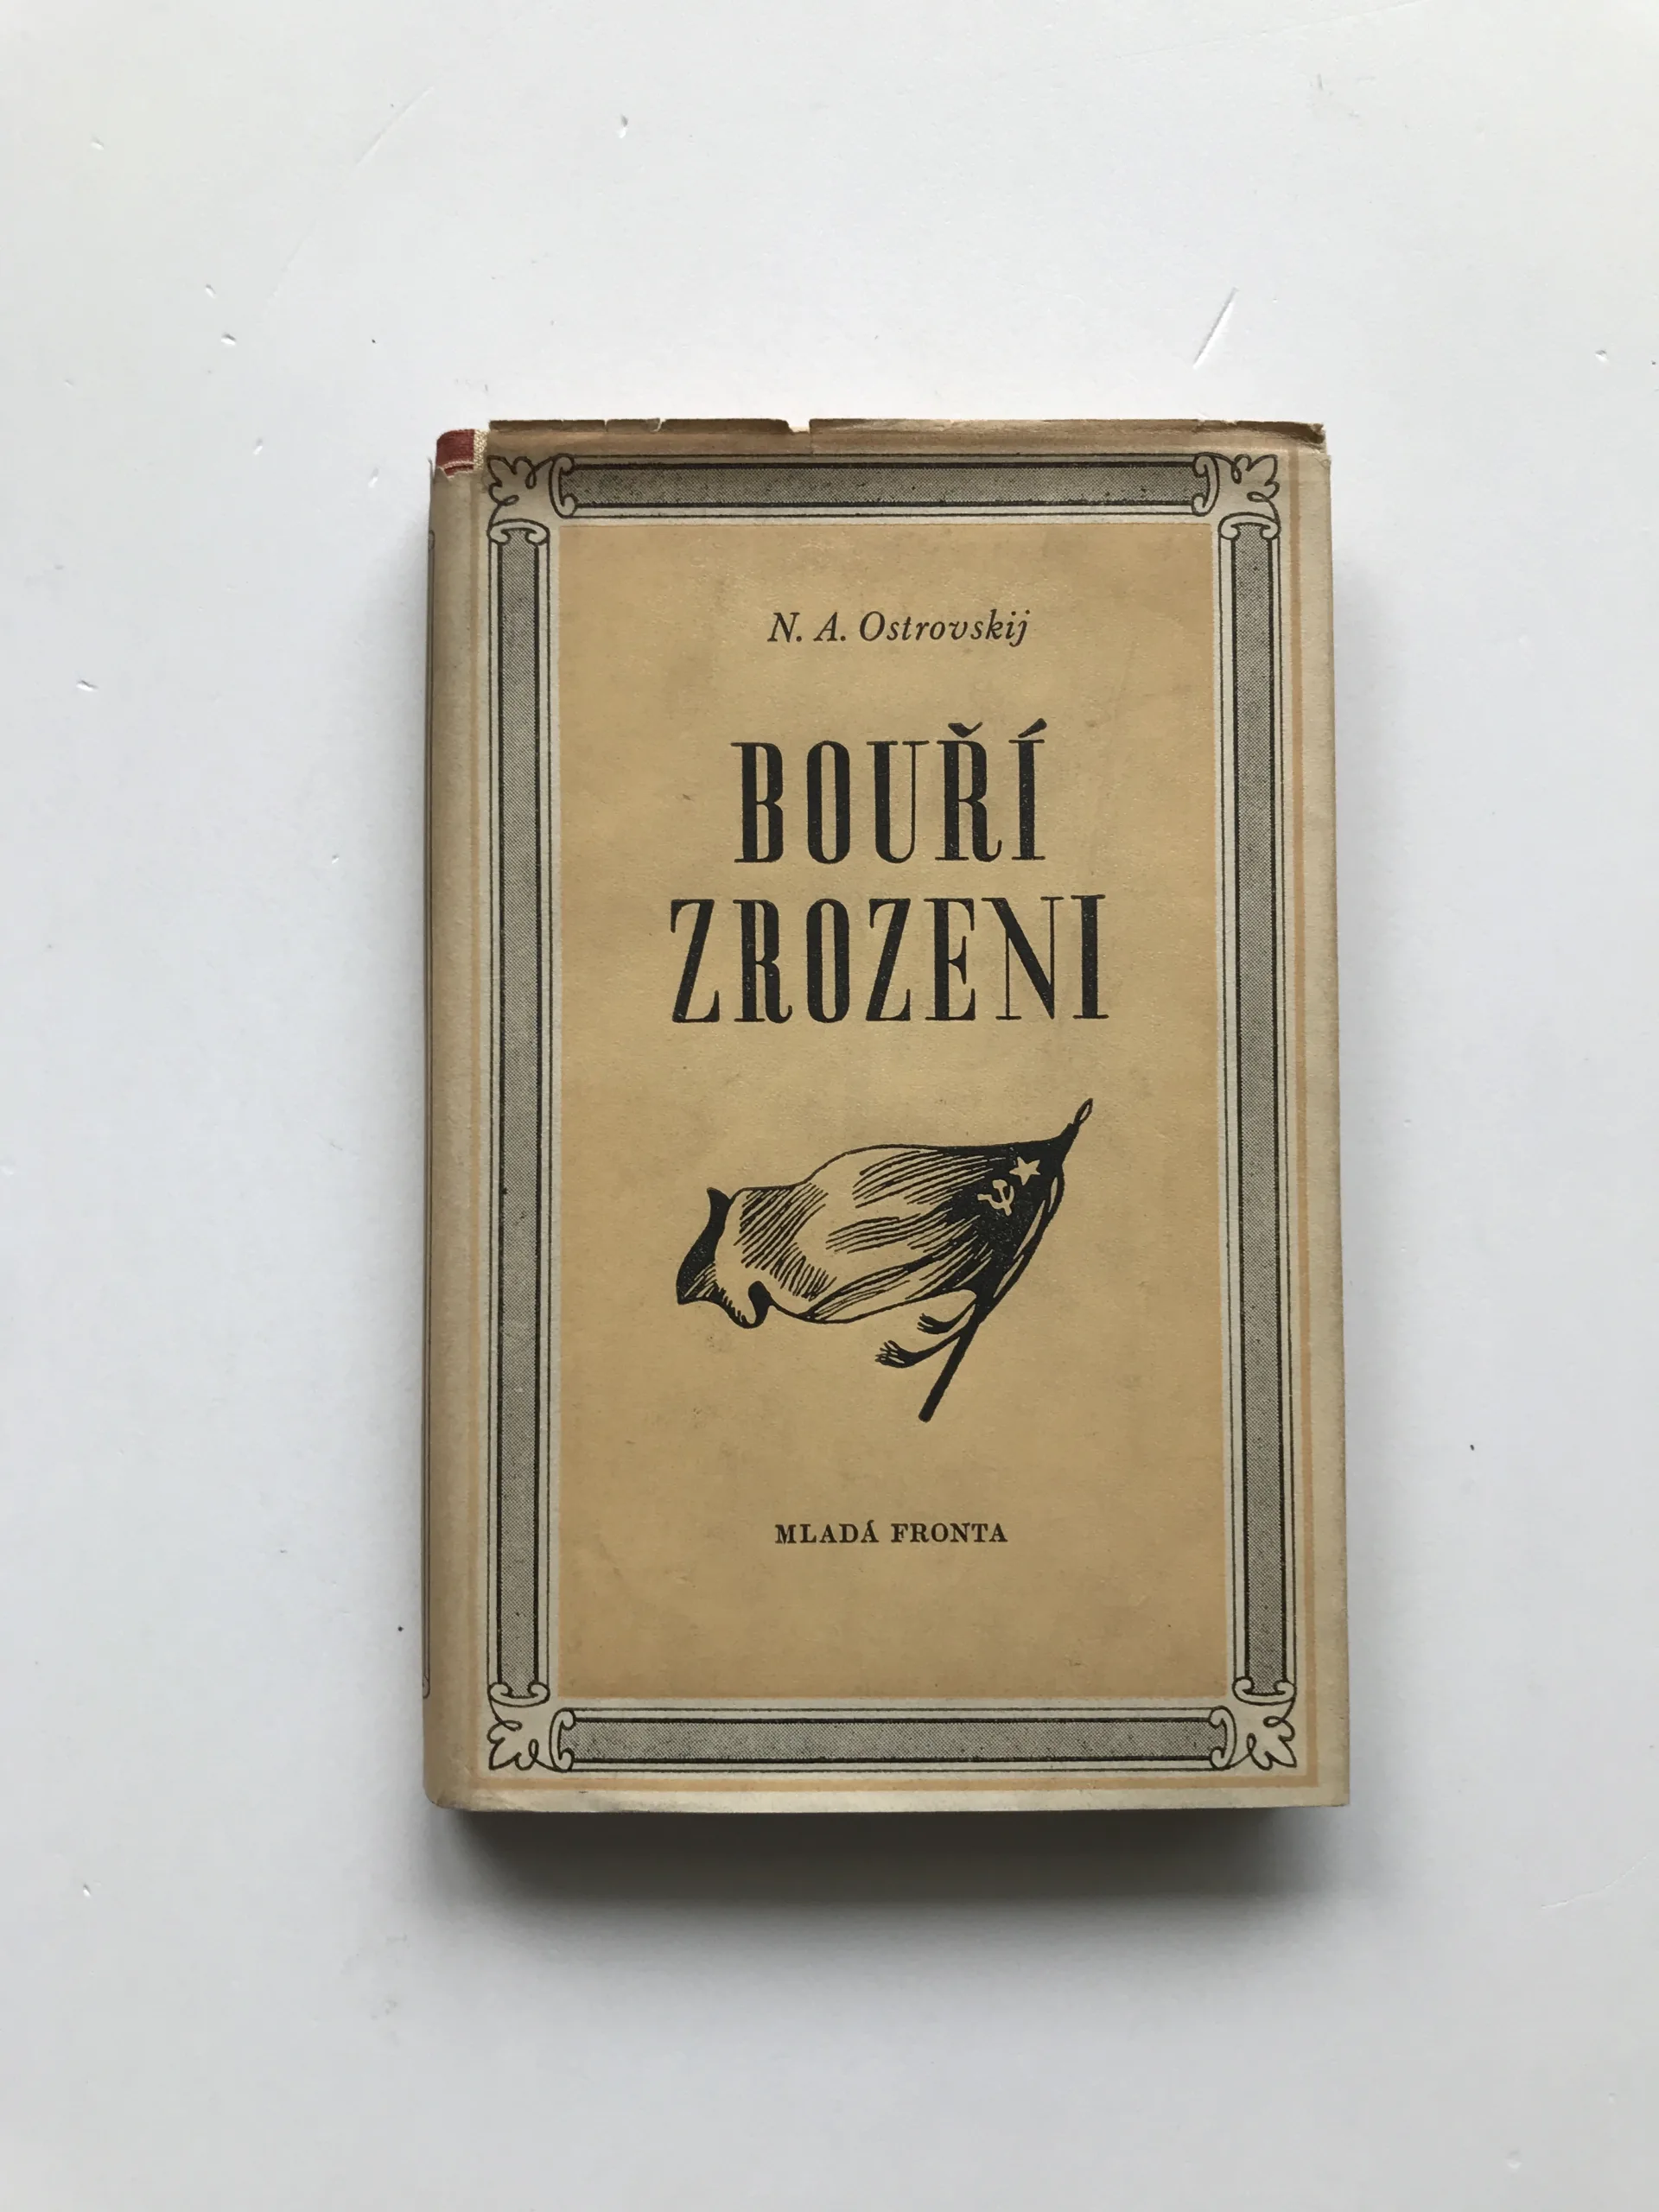 N. A. Ostrovskij
BOUŘÍ
ZROZENI
MLADÁ FRONTA